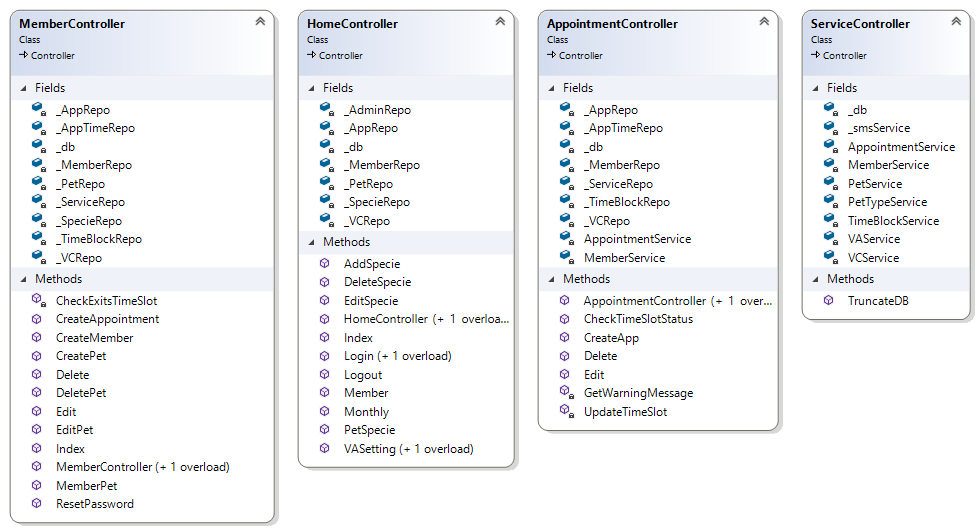 MemberController
Class
Controller
Fields
_AppRepo
_AppTimeRepo
_db
_MemberRepo
_PetRepo
_ServiceRepo
_SpecieRepo
_TimeBlockRepo
_VCRepo
Methods
CheckExitsTimeSlot
CreateAppointment
CreateMember
CreatePet
Delete
DeletePet
Edit
EditPet
Index
MemberController (+ 1 overload)
MemberPet
ResetPassword
HomeController
Class
Controller
Fields
_AdminRepo
_AppRepo
_db
_MemberRepo
_PetRepo
_SpecieRepo
_VCRepo
Methods
AddSpecie
DeleteSpecie
EditSpecie
HomeController (+ 1 overloa...
Index
Login (+ 1 overload)
Logout
Member
Monthly
PetSpecie
VASetting (+ 1 overload)
AppointmentController
Class
Controller
Fields
_AppRepo
_AppTimeRepo
_db
_MemberRepo
_ServiceRepo
_TimeBlockRepo
_VCRepo
AppointmentService
MemberService
Methods
AppointmentController (+ 1 over...
CheckTimeSlotStatus
CreateApp
Delete
Edit
GetWarningMessage
UpdateTimeSlot
ServiceController
Class
Controller
Fields
_db
_smsService
AppointmentService
MemberService
PetService
PetTypeService
TimeBlockService
VAService
VCService
Methods
TruncateDB